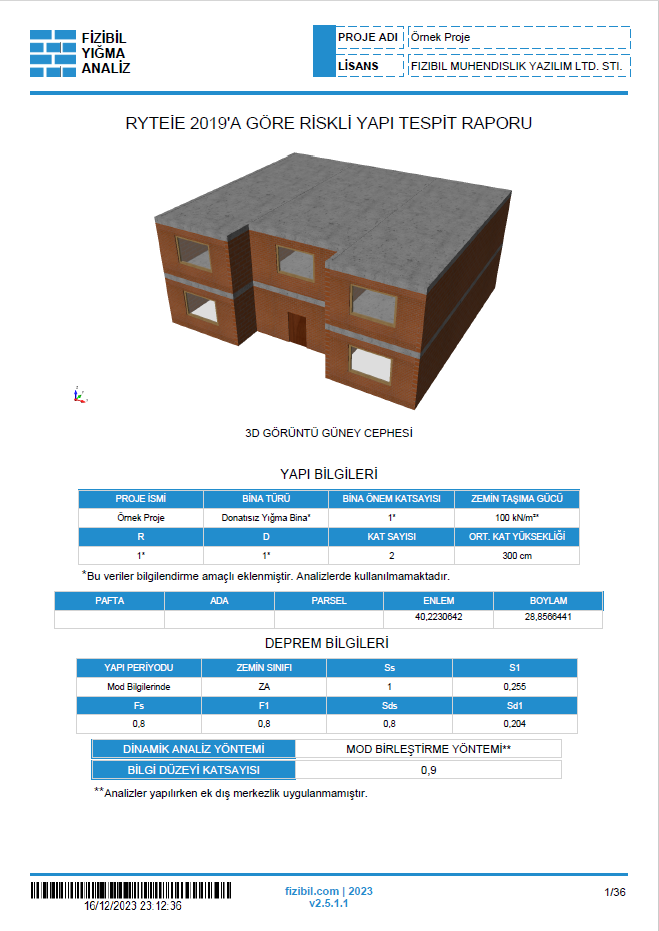 FİZİBİL
YIĞMA
ANALİZ
PROJE ADI Örnek Proje
LİSANS FIZIBIL MUHENDISLIK YAZILIM LTD. STI.
RYTEİE 2019'A GÖRE RİSKLİ YAPI TESPİT RAPORU
3D GÖRÜNTÜ GÜNEY CEPHESİ
YAPI BİLGİLERİ
PROJE İSMİ BİNA TÜRÜ BİNA ÖNEM KATSAYISI ZEMİN TAŞIMA GÜCÜ
Örnek Proje Donatısız Yığma Bina* 1* 100 kN/m²*
R D KAT SAYISI ORT. KAT YÜKSEKLİĞİ
1* 1* 2 300 cm
*Bu veriler bilgilendirme amaçlı eklenmiştir. Analizlerde kullanılmamaktadır.
PAFTA ADA PARSEL ENLEM BOYLAM
40,2230642 28,8566441
DEPREM BİLGİLERİ
YAPI PERİYODU ZEMİN SINIFI Ss S1
Mod Bilgilerinde ZA 1 0,255
Fs F1 Sds Sd1
0,8 0,8 0,8 0,204
DİNAMİK ANALİZ YÖNTEMİ MOD BİRLEŞTİRME YÖNTEMİ**
BİLGİ DÜZEYİ KATSAYISI 0,9
**Analizler yapılırken ek dış merkezlik uygulanmamıştır.
16/12/2023 23:12:36
fizibil.com | 2023
v2.5.1.1
1/36